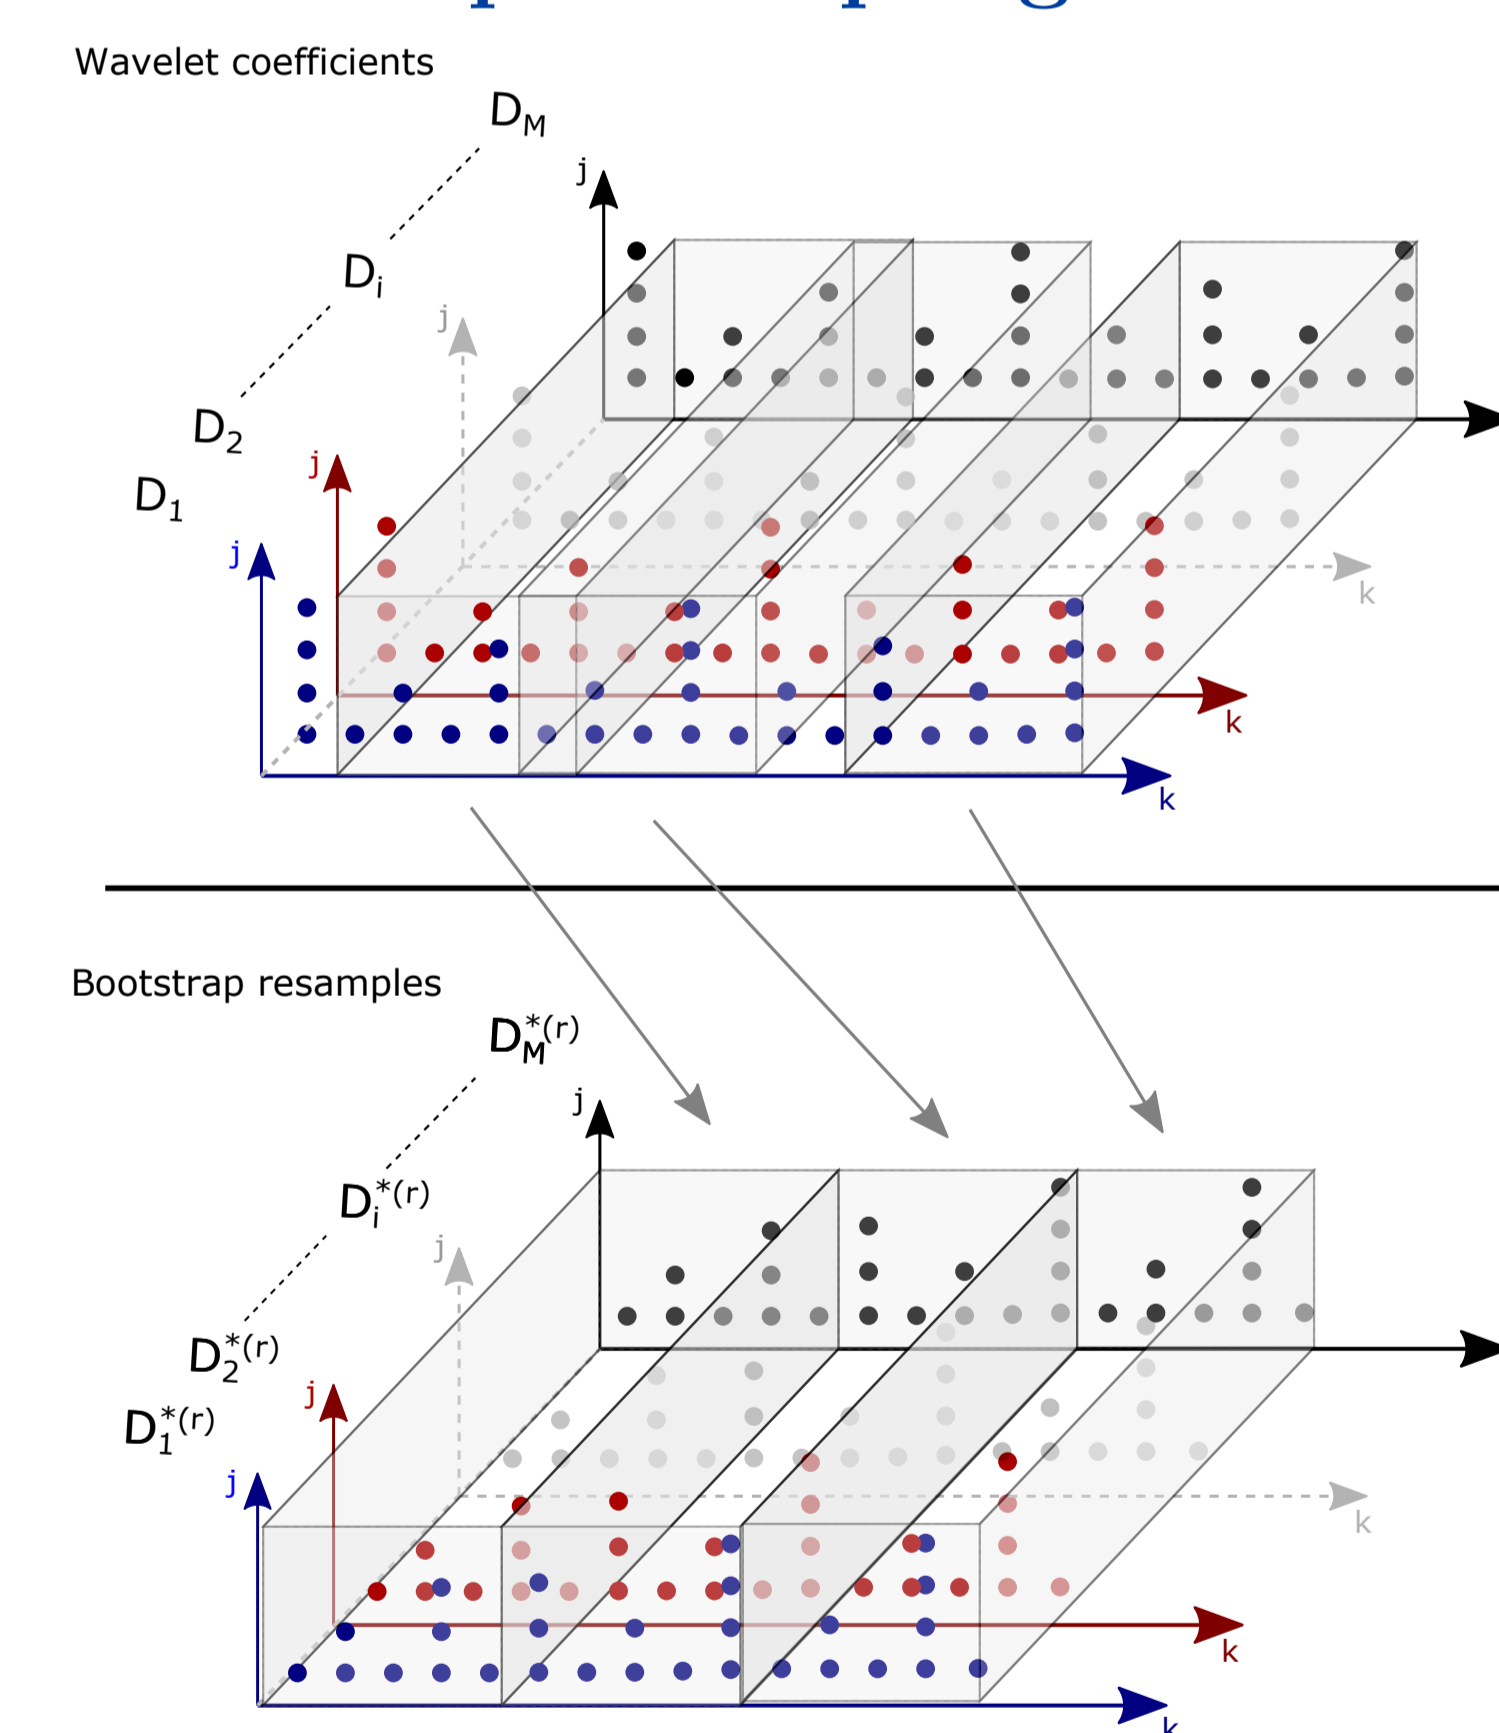 Wavelet coefficients
D_M
j
D_i
j
D_2
j
D_1
j
k
k
k
Bootstrap resamples
D_M^*(r)
j
D_i^*(r)
j
D_2^*(r)
j
D_1^*(r)
j
k
k
k